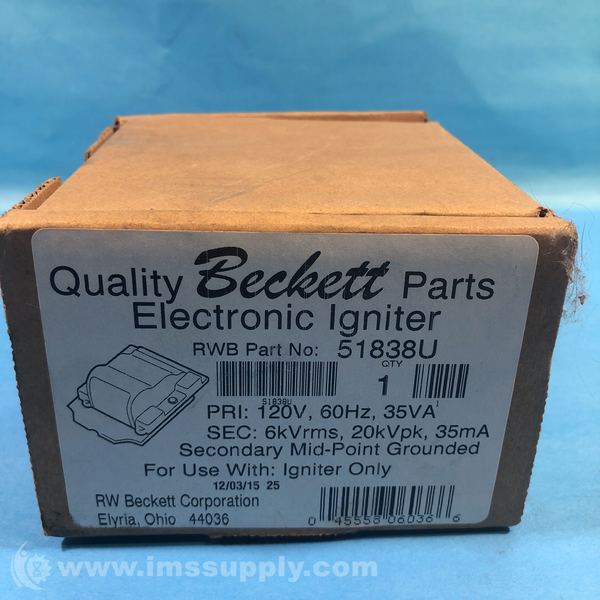 Quality Beckett Parts
Electronic Igniter
RWB Part No: 51838U
QTY
1
51838U
PRI: 120V, 60Hz, 35VA
SEC: 6kVrms, 20kVpk, 35mA
Secondary Mid-Point Grounded
For Use With: Igniter Only
12/03/15 25
RW Beckett Corporation
Elyria, Ohio 44036
0 45558 06036 6
© www.imssupply.com/